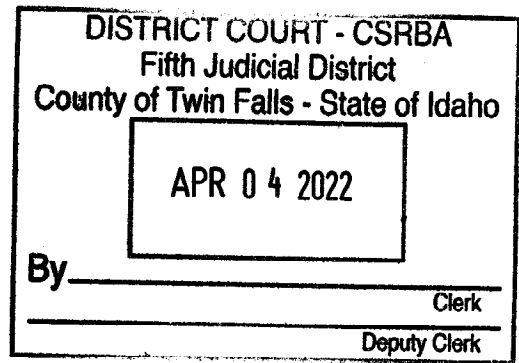 DISTRICT COURT - CSRBA
Fifth Judicial District
County of Twin Falls - State of Idaho
APR 04 2022
By
Clerk
Deputy Clerk